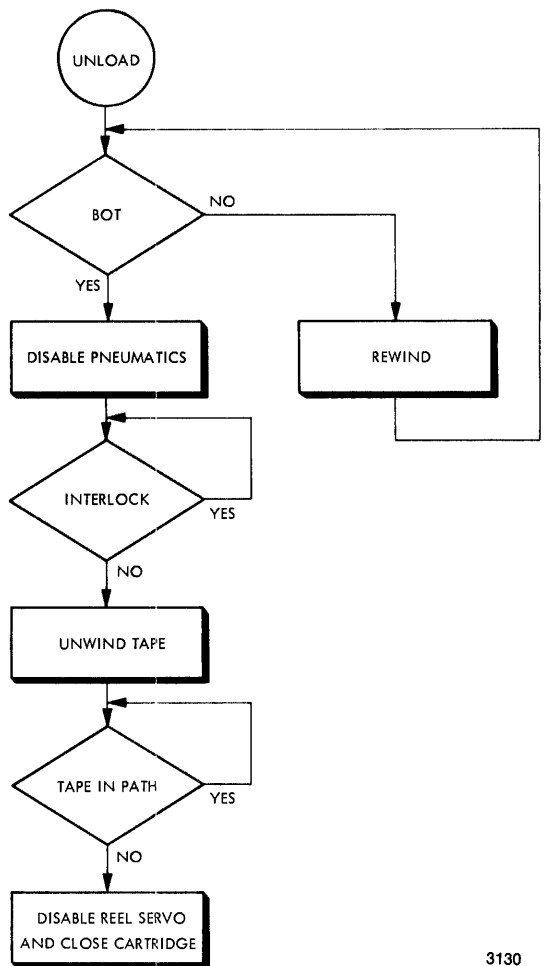 UNLOAD
BOT
NO
YES
DISABLE PNEUMATICS
REWIND
INTERLOCK
YES
NO
UNWIND TAPE
TAPE IN PATH
YES
NO
DISABLE REEL SERVO
AND CLOSE CARTRIDGE
3130